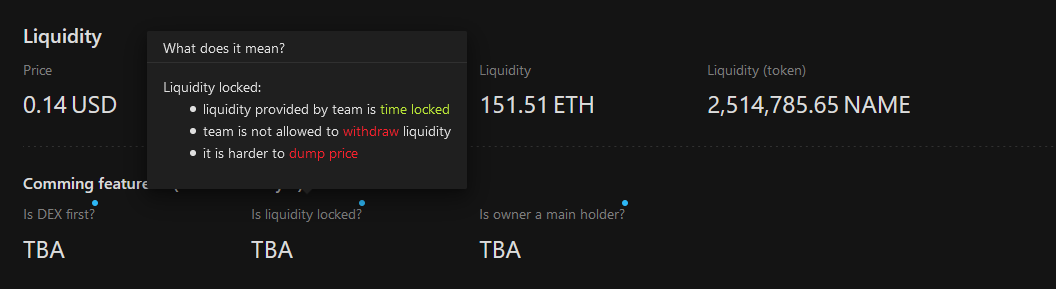 Liquidity
What does it mean?
Price
Liquidity
Liquidity (token)
0.14 USD
151.51 ETH
2,514,785.65 NAME
Liquidity locked:
liquidity provided by team is time locked
team is not allowed to withdraw liquidity
it is harder to dump price
Comming feature
Is DEX first?
Is liquidity locked?
Is owner a main holder?
TBA
TBA
TBA